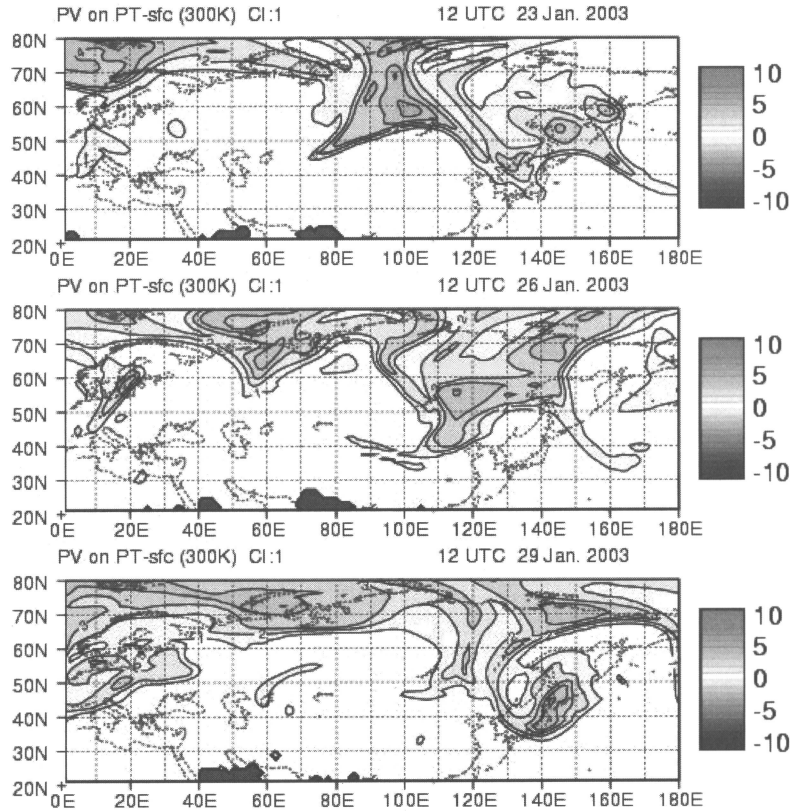 PV on PT-sfc (300K) CI:1 12 UTC 23 Jan. 2003
80N
70N
60N
50N
40N
30N
20N
0E 20E 40E 60E 80E 100E 120E 140E 160E 180E
10
5
0
-5
-10
PV on PT-sfc (300K) CI:1 12 UTC 26 Jan. 2003
80N
70N
60N
50N
40N
30N
20N
0E 20E 40E 60E 80E 100E 120E 140E 160E 180E
10
5
0
-5
-10
PV on PT-sfc (300K) CI:1 12 UTC 29 Jan. 2003
80N
70N
60N
50N
40N
30N
20N
0E 20E 40E 60E 80E 100E 120E 140E 160E 180E
10
5
0
-5
-10